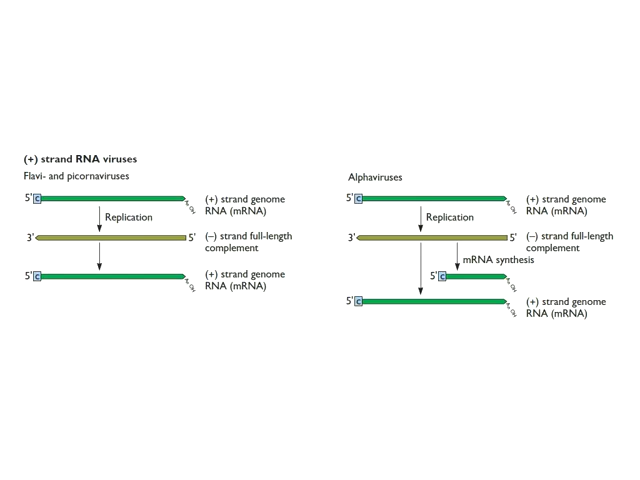 (+) strand RNA viruses
Flavi- and picornaviruses
5' c (+) strand genome
RNA (mRNA)
Replication
3' 5' (–) strand full-length
complement
5' c (+) strand genome
RNA (mRNA)
Alphaviruses
5' c (+) strand genome
RNA (mRNA)
Replication
3' 5' (–) strand full-length
complement
mRNA synthesis
5' c
5' c (+) strand genome
RNA (mRNA)